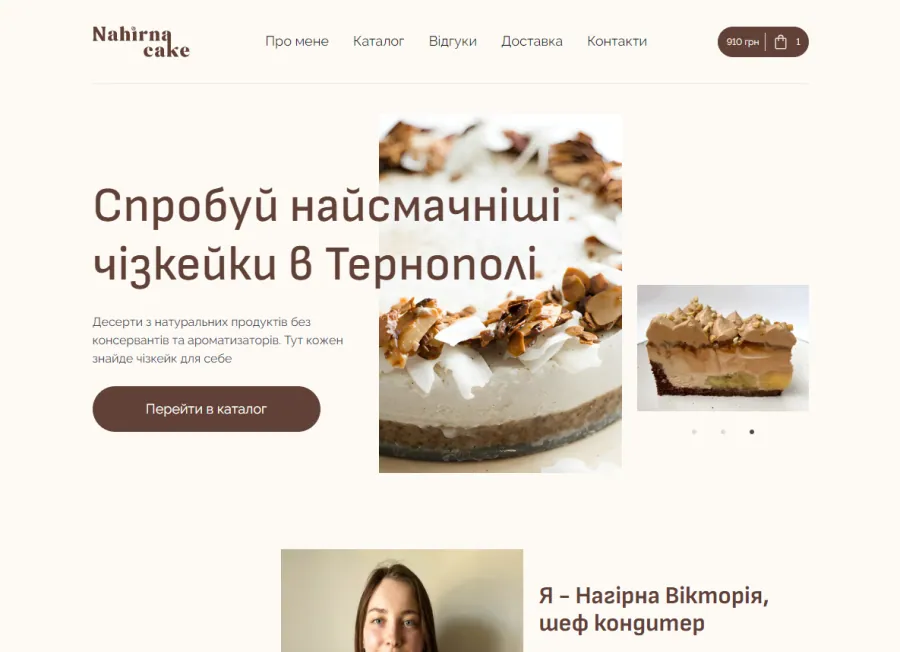 Nahirna
cake
Про мене
Каталог
Відгуки
Доставка
Контакти
910 грн
1
Спробуй найсмачніші
чізкейки в Тернополі
Десерти з натуральних продуктів без
консервантів та ароматизаторів. Тут кожен
знайде чізкейк для себе
Перейти в каталог
Я - Нагірна Вікторія,
шеф кондитер